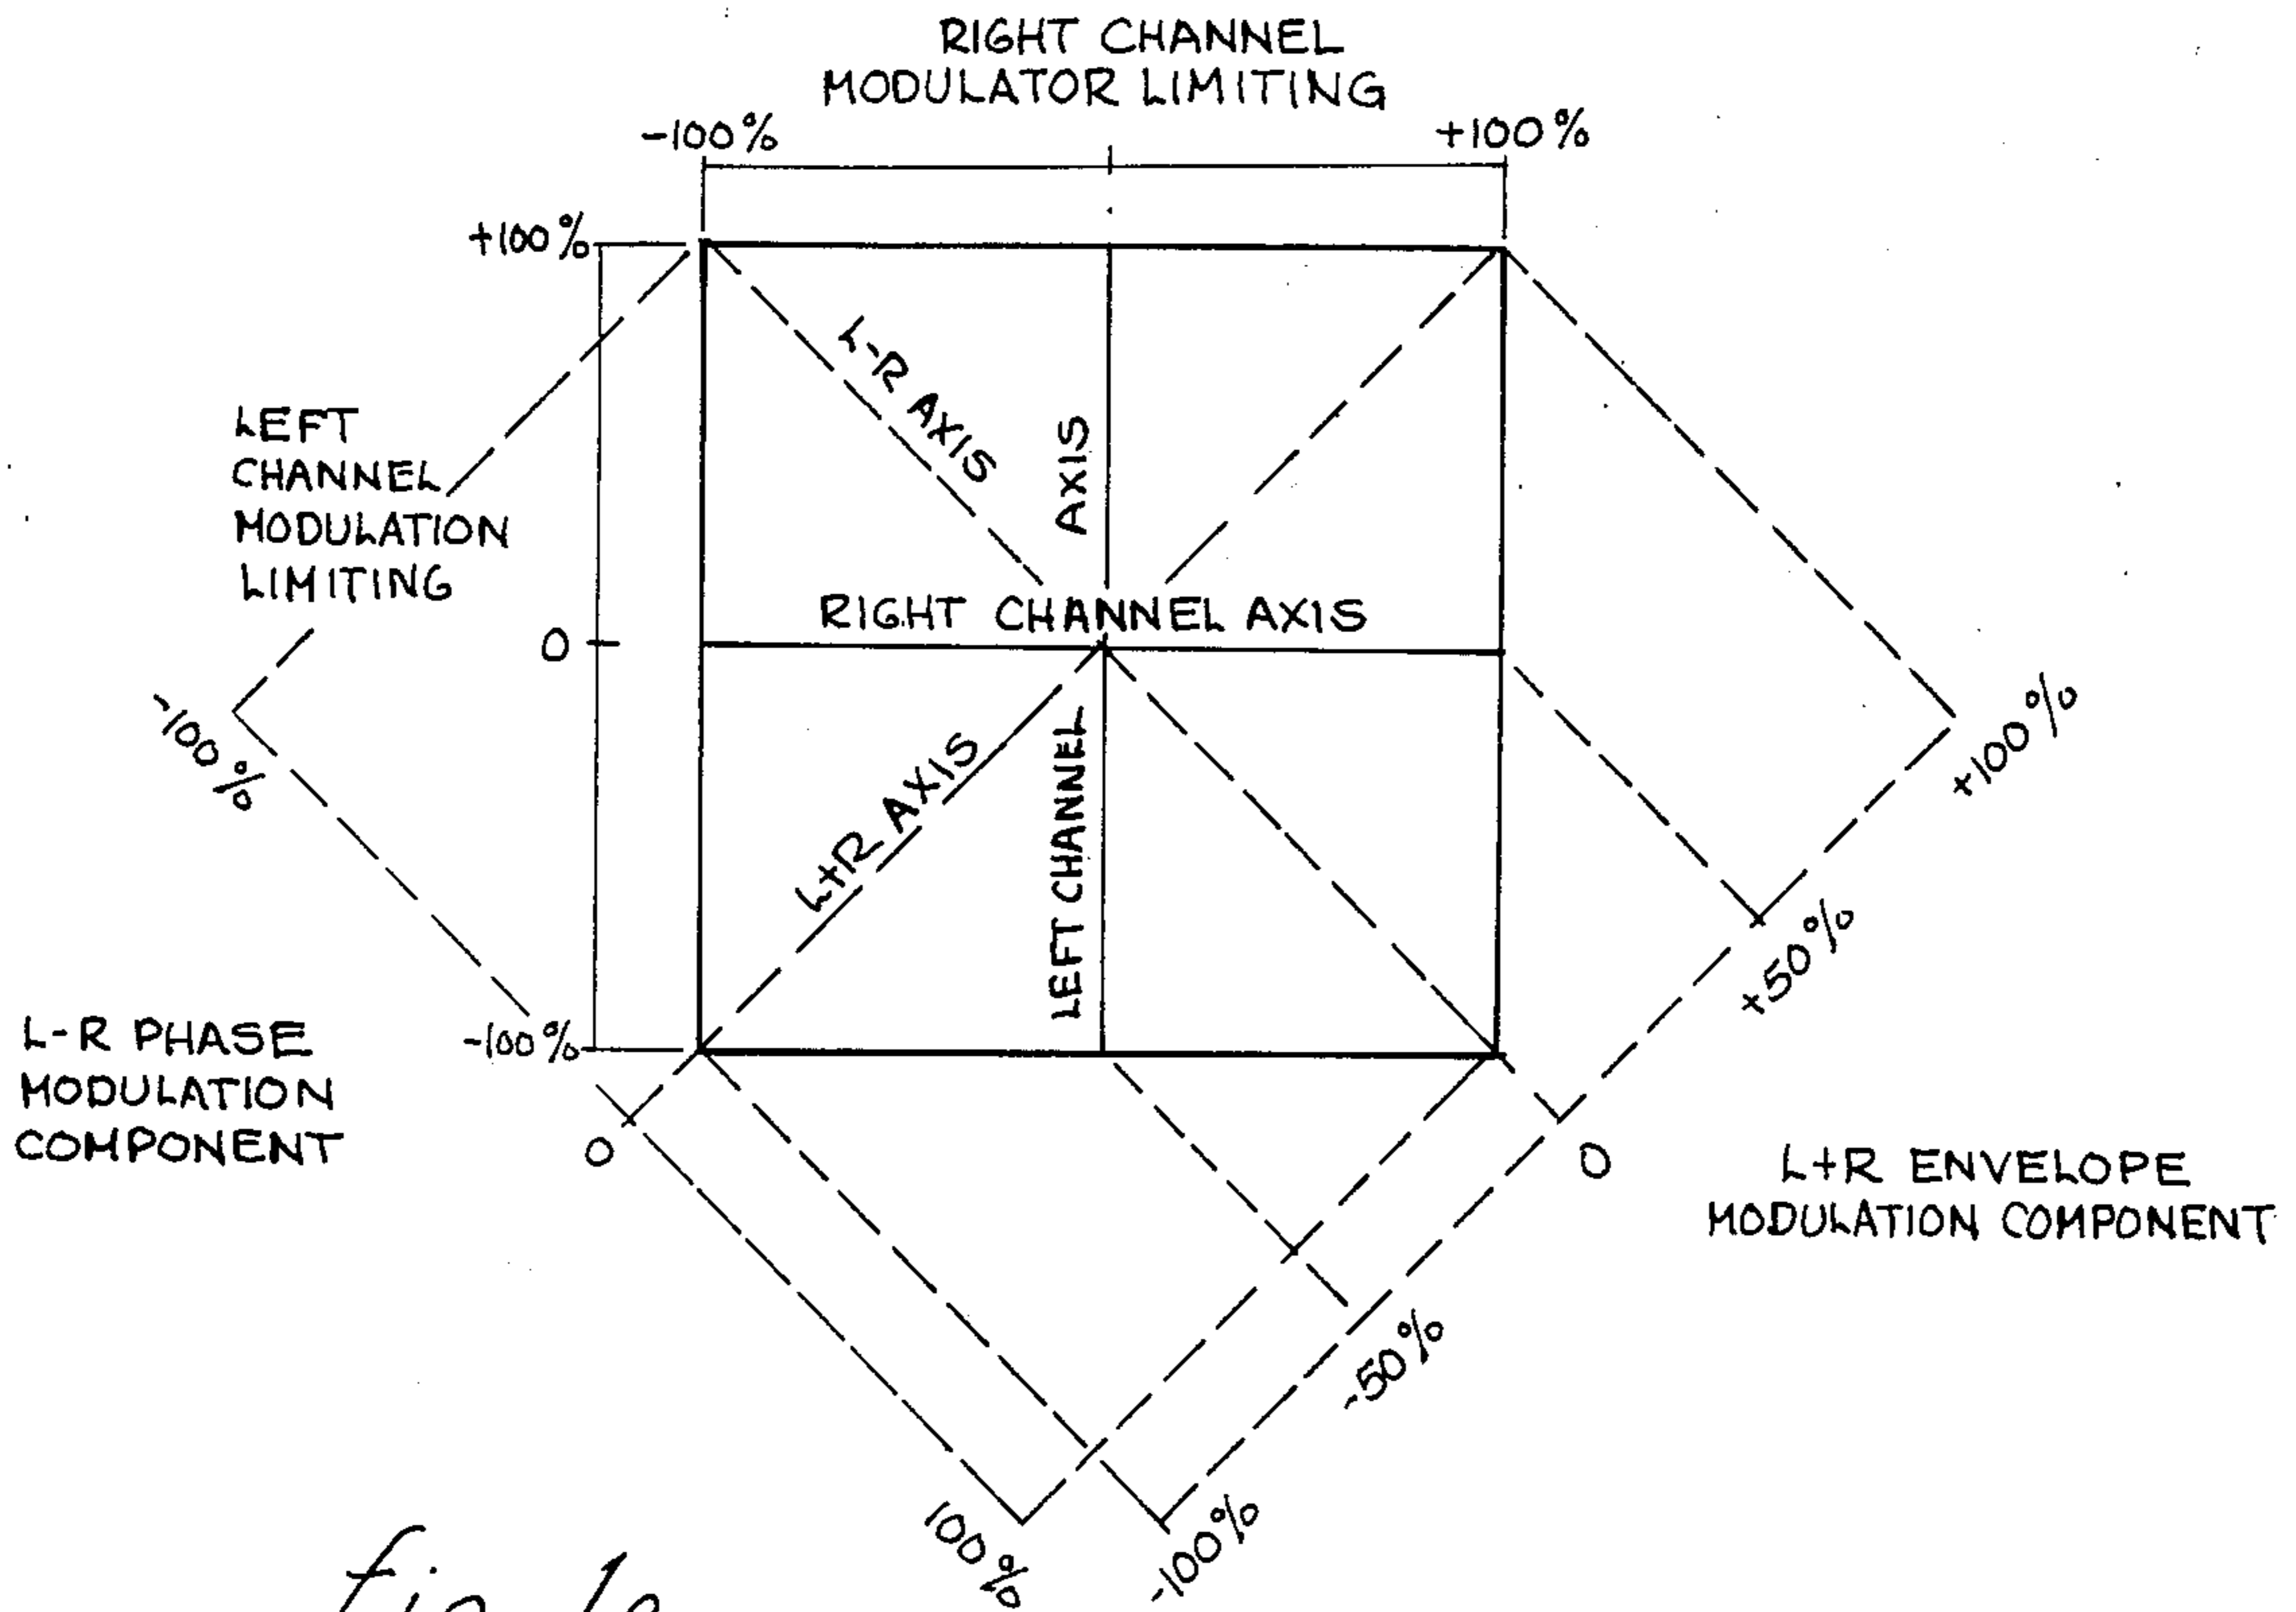 RIGHT CHANNEL
MODULATOR LIMITING
-100%
+100%
+100%
L-R AXIS
AXIS
LEFT
CHANNEL
MODULATION
LIMITING
RIGHT CHANNEL AXIS
0
-100%
+100%
L+R AXIS
LEFT CHANNEL
+50%
L-R PHASE
MODULATION
COMPONENT
-100%
0
0
L+R ENVELOPE
MODULATION COMPONENT
-50%
100%
-100%